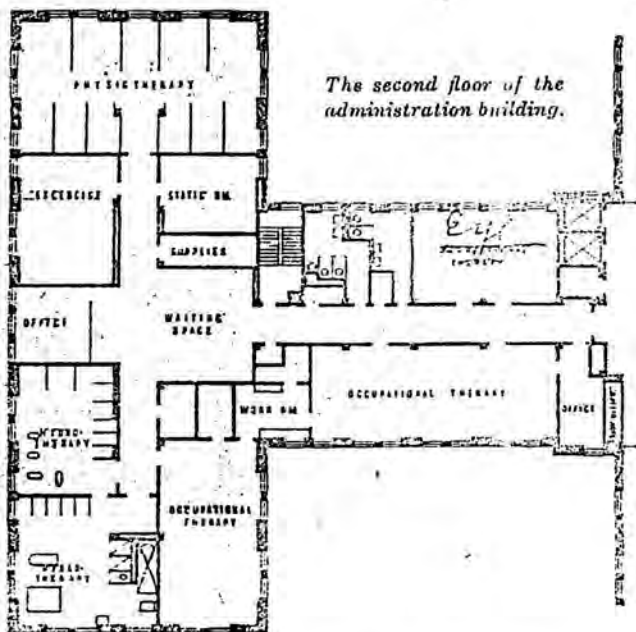 The second floor of the
administration building.
PHYSIOTHERAPY
EXERCISE
STATIC RM.
SUPPLIES
OFFICE
WAITING
SPACE
WORK RM.
OCCUPATIONAL THERAPY
OFFICE
HYDRO-
THERAPY
OCCUPATIONAL
THERAPY
HYDRO-
THERAPY